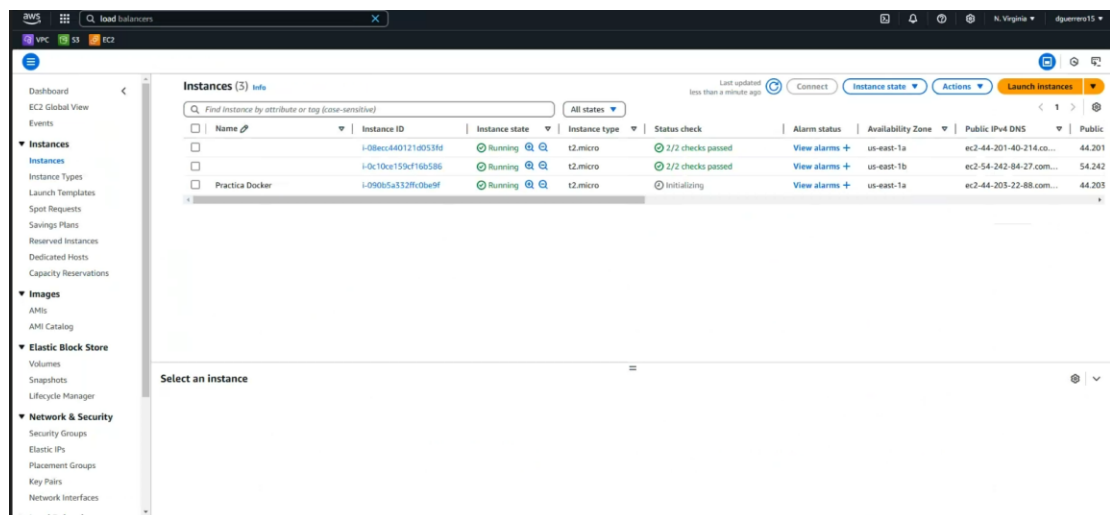 aws load balancers N. Virginia dguerrero15
VPC S3 EC2
Dashboard
EC2 Global View
Events
Instances
Instances
Instance Types
Launch Templates
Spot Requests
Savings Plans
Reserved Instances
Dedicated Hosts
Capacity Reservations
Images
AMIs
AMI Catalog
Elastic Block Store
Volumes
Snapshots
Lifecycle Manager
Network & Security
Security Groups
Elastic IPs
Placement Groups
Key Pairs
Network Interfaces
Instances (3) Info
Last updated
less than a minute ago
Connect Instance state Actions Launch instances
Find Instance by attribute or tag (case-sensitive) All states 1
Name Instance ID Instance state Instance type Status check Alarm status Availability Zone Public IPv4 DNS Public
i-08ecc440121d053fd Running t2.micro 2/2 checks passed View alarms + us-east-1a ec2-44-201-40-214.co... 44.201
i-0c10ce159cf16b586 Running t2.micro 2/2 checks passed View alarms + us-east-1b ec2-54-242-84-27.com... 54.242
Practica Docker i-090b5a332ffc0be9f Running t2.micro Initializing View alarms + us-east-1a ec2-44-203-22-88.com... 44.203
Select an instance